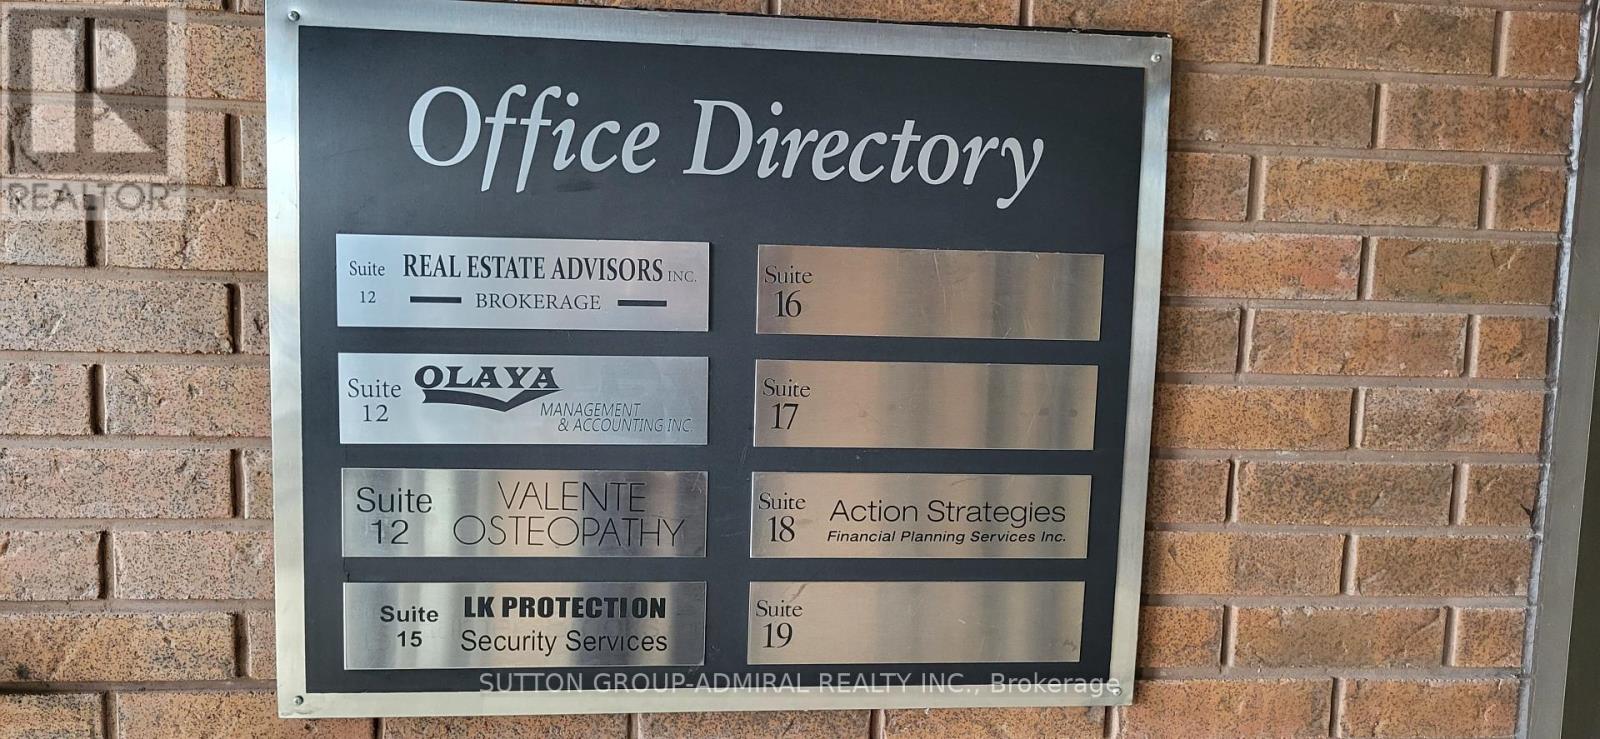 Office Directory
Suite 12 REAL ESTATE ADVISORS INC.
BROKERAGE
Suite 12 OLAYA
MANAGEMENT
& ACCOUNTING INC.
Suite 12 VALENTE
OSTEOPATHY
Suite 15 LK PROTECTION
Security Services
Suite
16
Suite
17
Suite
18
Action Strategies
Financial Planning Services Inc.
Suite
19
R
REALTOR
SUTTON GROUP-ADMIRAL REALTY INC., Brokerage